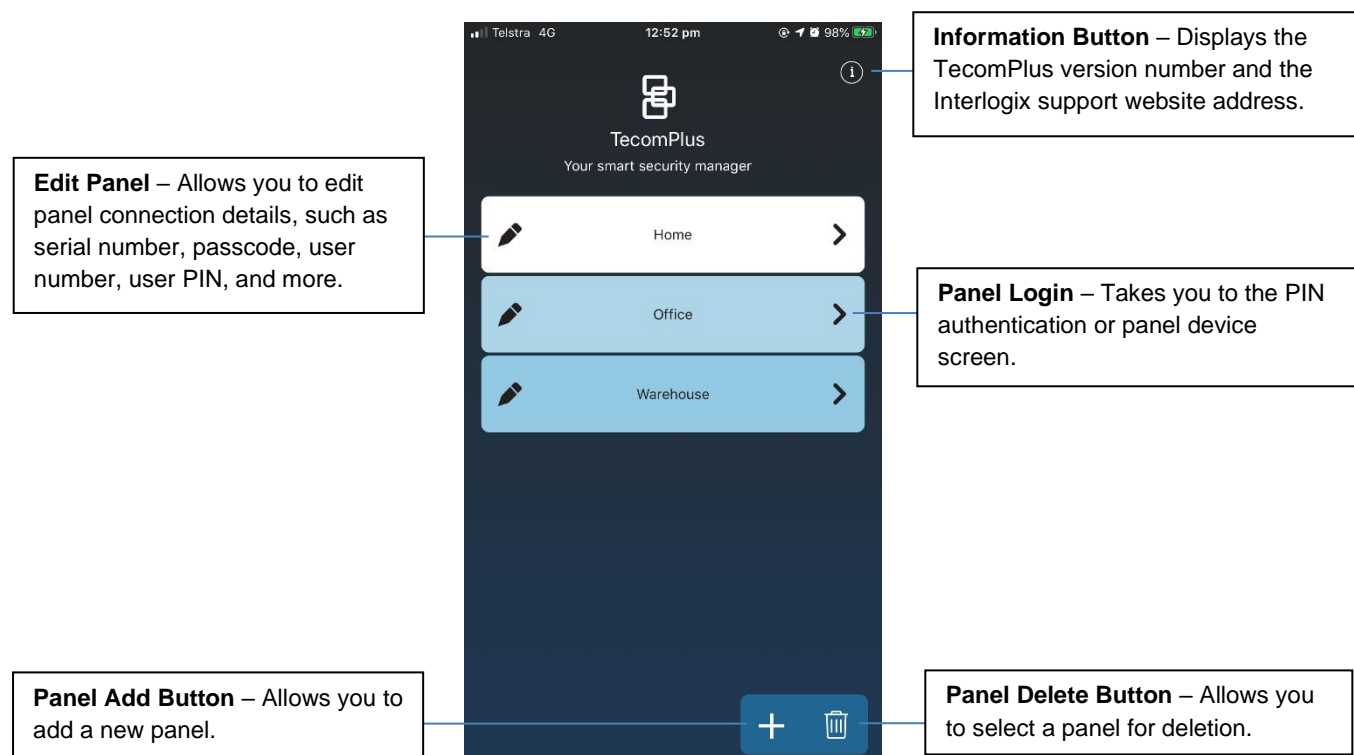 Telstra 4G
12:52 pm
98%
TecomPlus
Your smart security manager
Home
Office
Warehouse
Information Button – Displays the
TecomPlus version number and the
Interlogix support website address.
Edit Panel – Allows you to edit
panel connection details, such as
serial number, passcode, user
number, user PIN, and more.
Panel Login – Takes you to the PIN
authentication or panel device
screen.
Panel Add Button – Allows you to
add a new panel.
Panel Delete Button – Allows you
to select a panel for deletion.